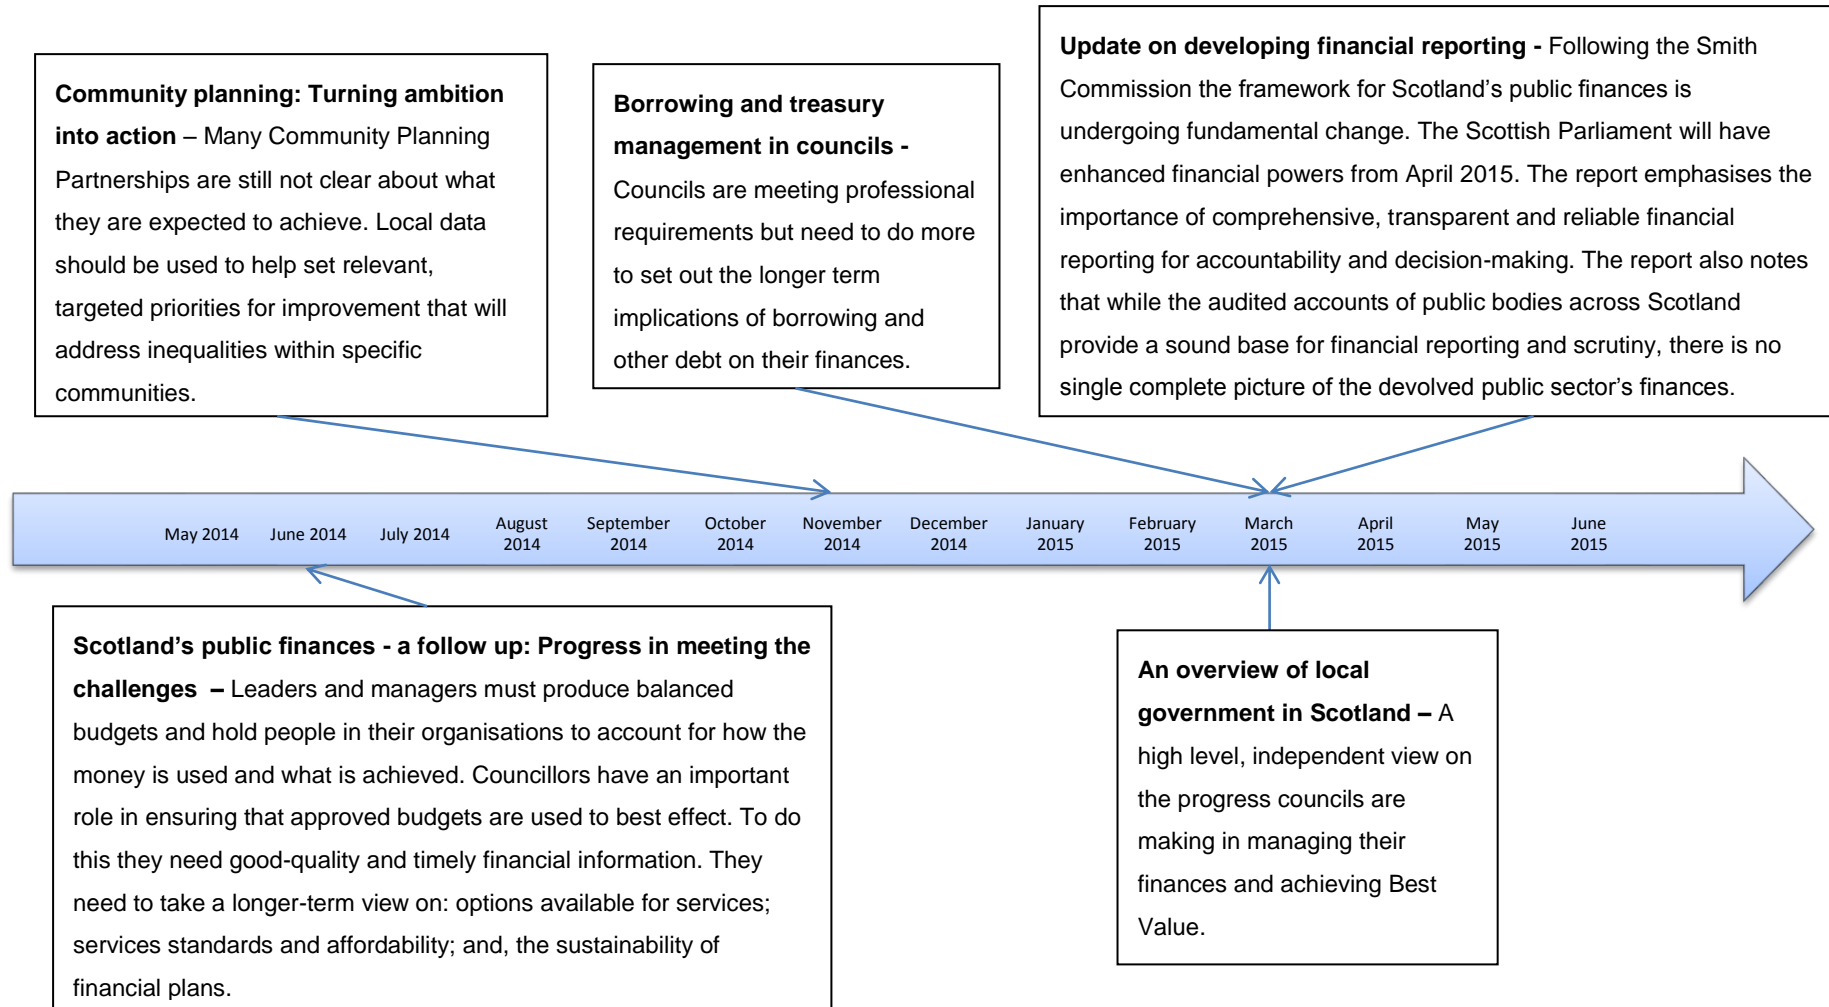 Community planning: Turning ambition
into action – Many Community Planning
Partnerships are still not clear about what
they are expected to achieve. Local data
should be used to help set relevant,
targeted priorities for improvement that will
address inequalities within specific
communities.
Borrowing and treasury
management in councils -
Councils are meeting professional
requirements but need to do more
to set out the longer term
implications of borrowing and
other debt on their finances.
Update on developing financial reporting - Following the Smith
Commission the framework for Scotland’s public finances is
undergoing fundamental change. The Scottish Parliament will have
enhanced financial powers from April 2015. The report emphasises the
importance of comprehensive, transparent and reliable financial
reporting for accountability and decision-making. The report also notes
that while the audited accounts of public bodies across Scotland
provide a sound base for financial reporting and scrutiny, there is no
single complete picture of the devolved public sector’s finances.
May 2014
June 2014
July 2014
August
2014
September
2014
October
2014
November
2014
December
2014
January
2015
February
2015
March
2015
April
2015
May
2015
June
2015
Scotland’s public finances - a follow up: Progress in meeting the
challenges – Leaders and managers must produce balanced
budgets and hold people in their organisations to account for how the
money is used and what is achieved. Councillors have an important
role in ensuring that approved budgets are used to best effect. To do
this they need good-quality and timely financial information. They
need to take a longer-term view on: options available for services;
services standards and affordability; and, the sustainability of
financial plans.
An overview of local
government in Scotland – A
high level, independent view on
the progress councils are
making in managing their
finances and achieving Best
Value.